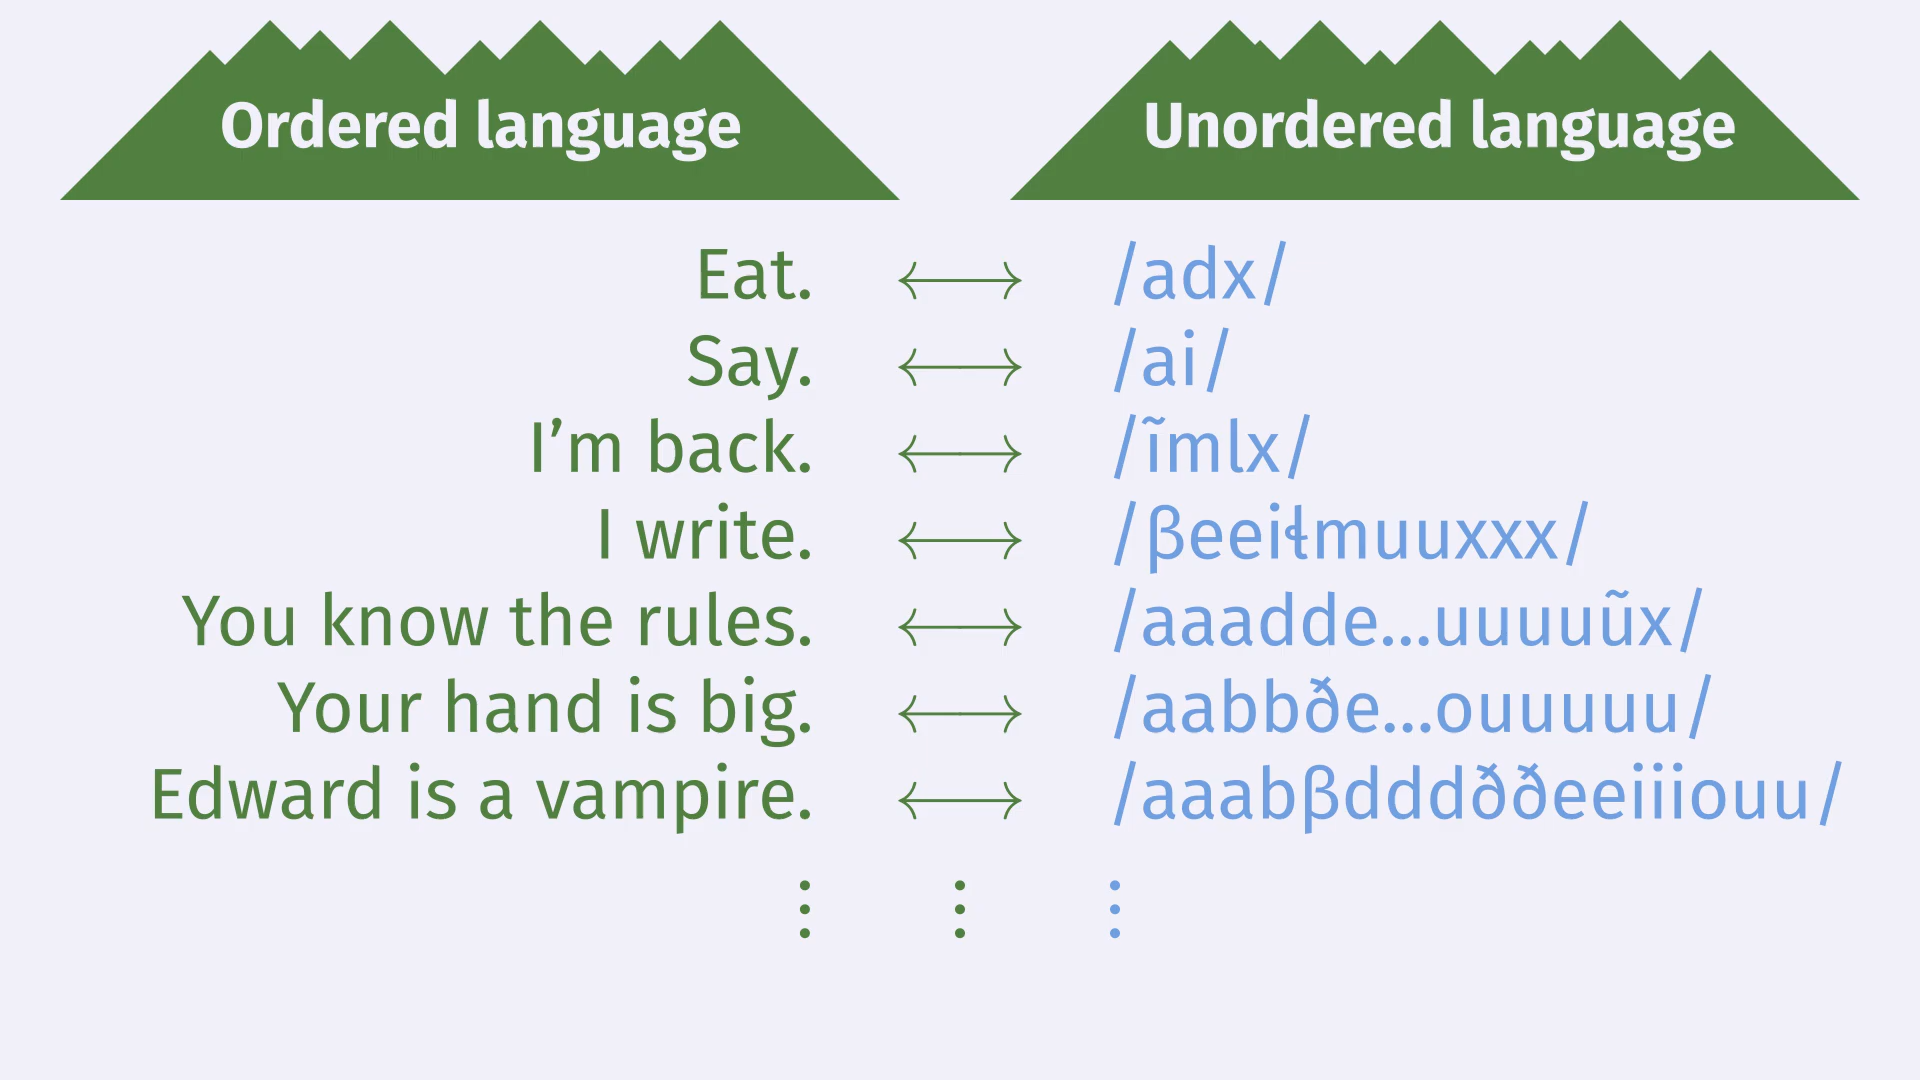 Ordered language Unordered language
Eat. ⟷ /adx/
Say. ⟷ /ai/
I’m back. ⟷ /ĩmlx/
I write. ⟷ /βeeiɬmuuxxx/
You know the rules. ⟷ /aaadde...uuuuũx/
Your hand is big. ⟷ /aabbðe...ouuuuu/
Edward is a vampire. ⟷ /aaabβdddððeeiiiouu/
⋮ ⋮ ⋮